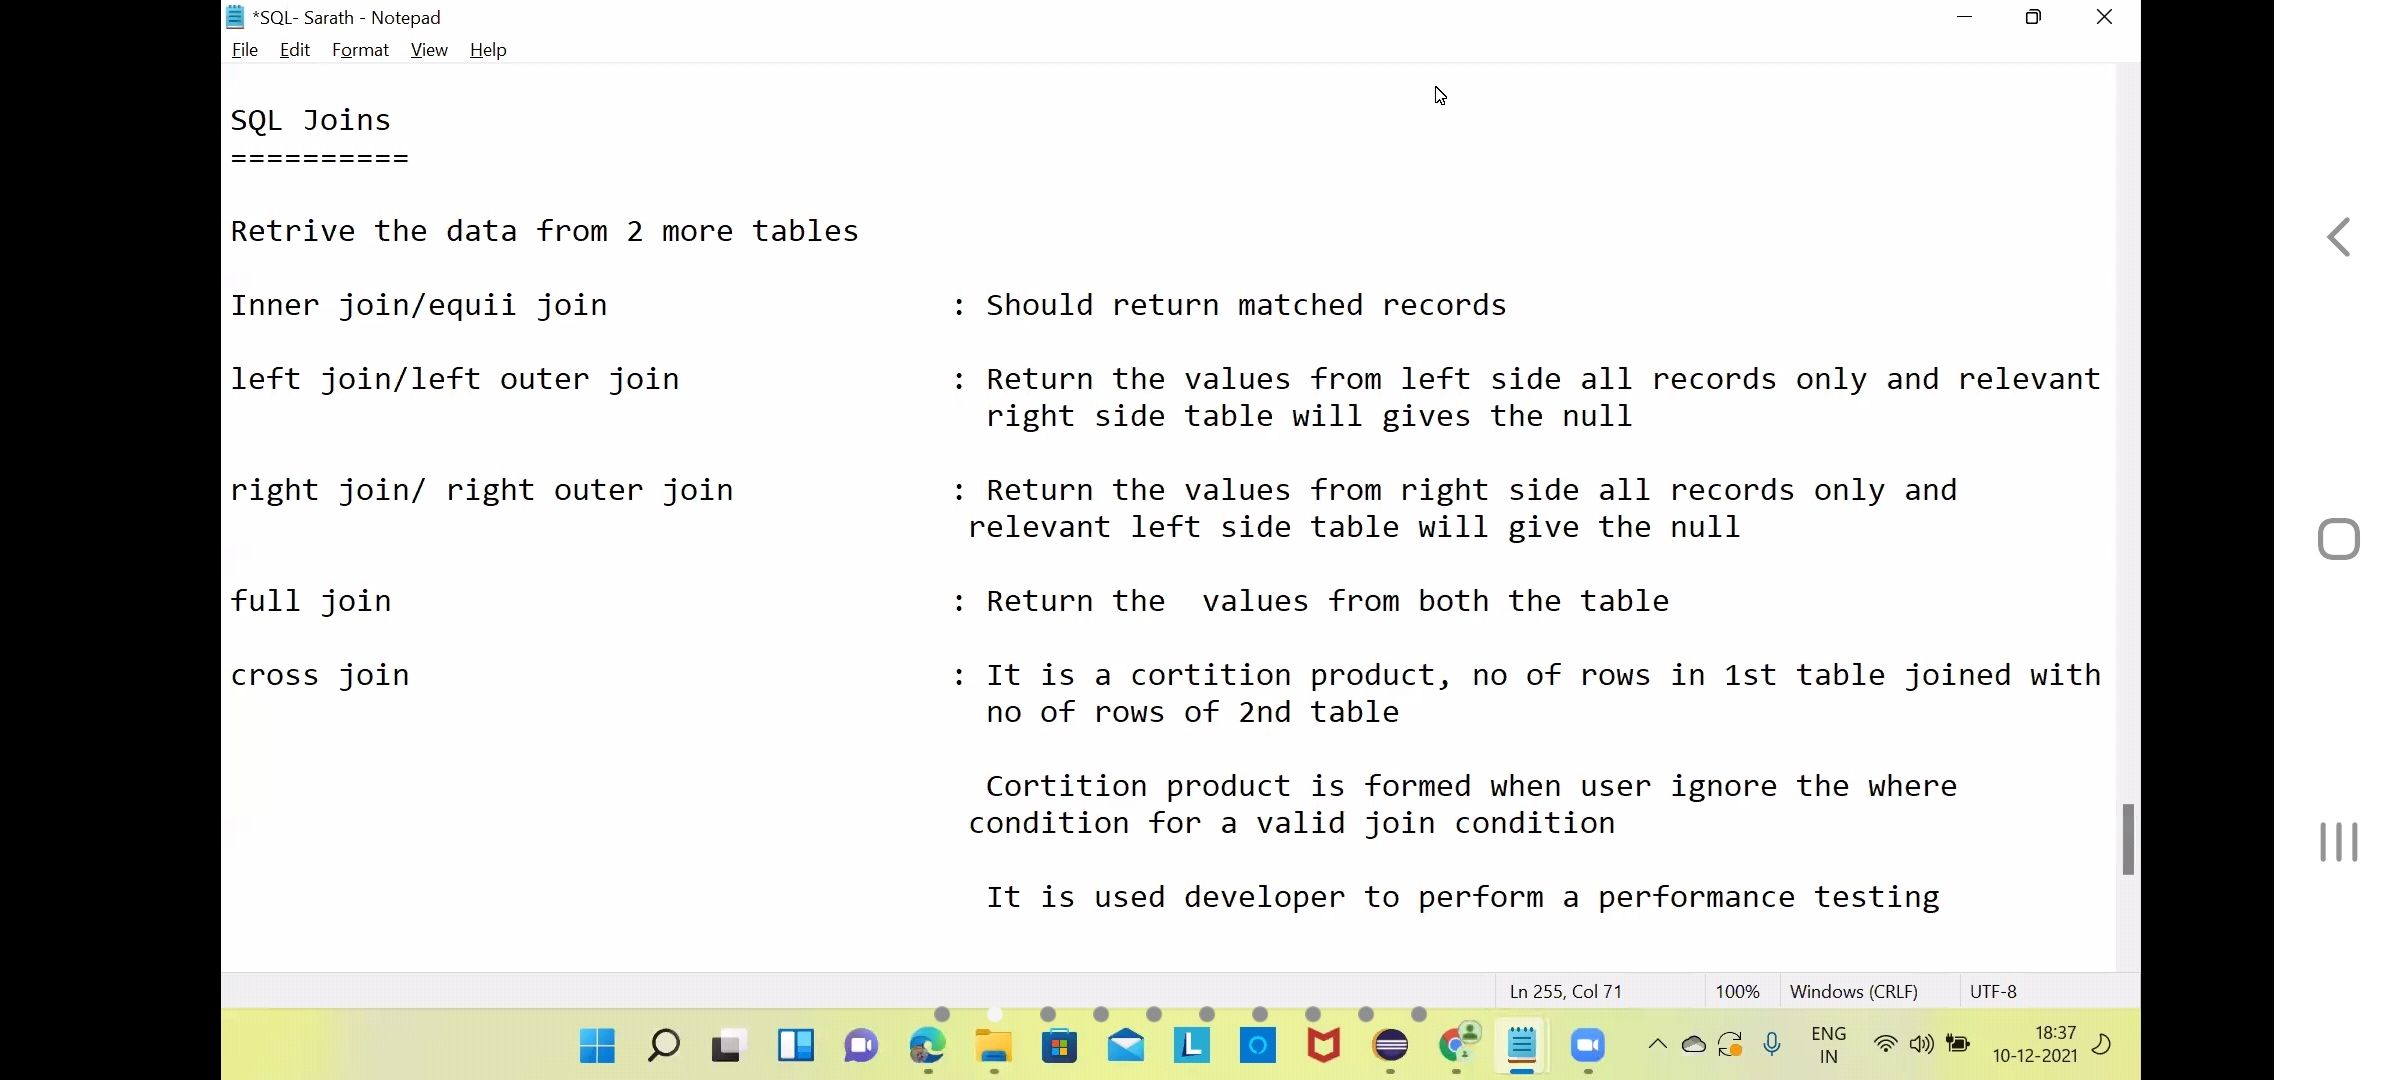 *SQL- Sarath - Notepad
File Edit Format View Help
SQL Joins
==========
Retrive the data from 2 more tables
Inner join/equii join : Should return matched records
left join/left outer join : Return the values from left side all records only and relevant
right side table will gives the null
right join/ right outer join : Return the values from right side all records only and
relevant left side table will give the null
full join : Return the  values from both the table
cross join : It is a cortition product, no of rows in 1st table joined with
no of rows of 2nd table
Cortition product is formed when user ignore the where
condition for a valid join condition
It is used developer to perform a performance testing
Ln 255, Col 71 100% Windows (CRLF) UTF-8
L
ENG
IN
18:37
10-12-2021